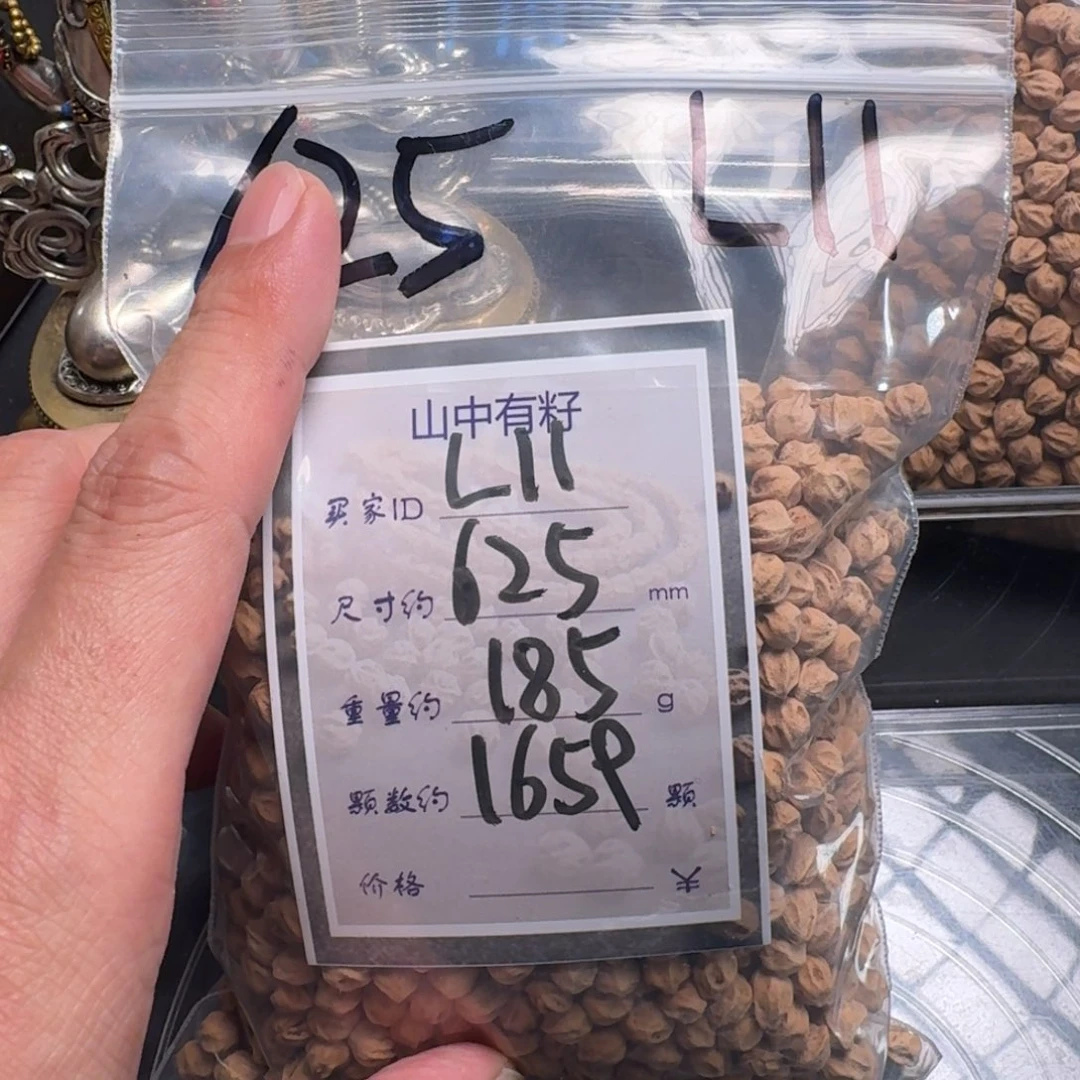 625 L11
山中有籽
买家ID L11
尺寸约 625 mm
重量约 185 g
颗数约 1659 颗
价格 ¥